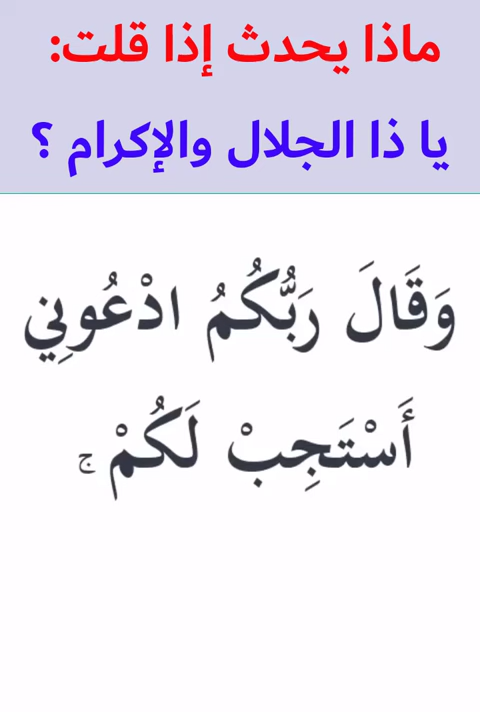 ماذا يحدث إذا قلت:
يا ذا الجلال والإكرام ؟
وَقَالَ رَبُّكُمُ ادْعُونِي
أَسْتَجِبْ لَكُمْ ۚ